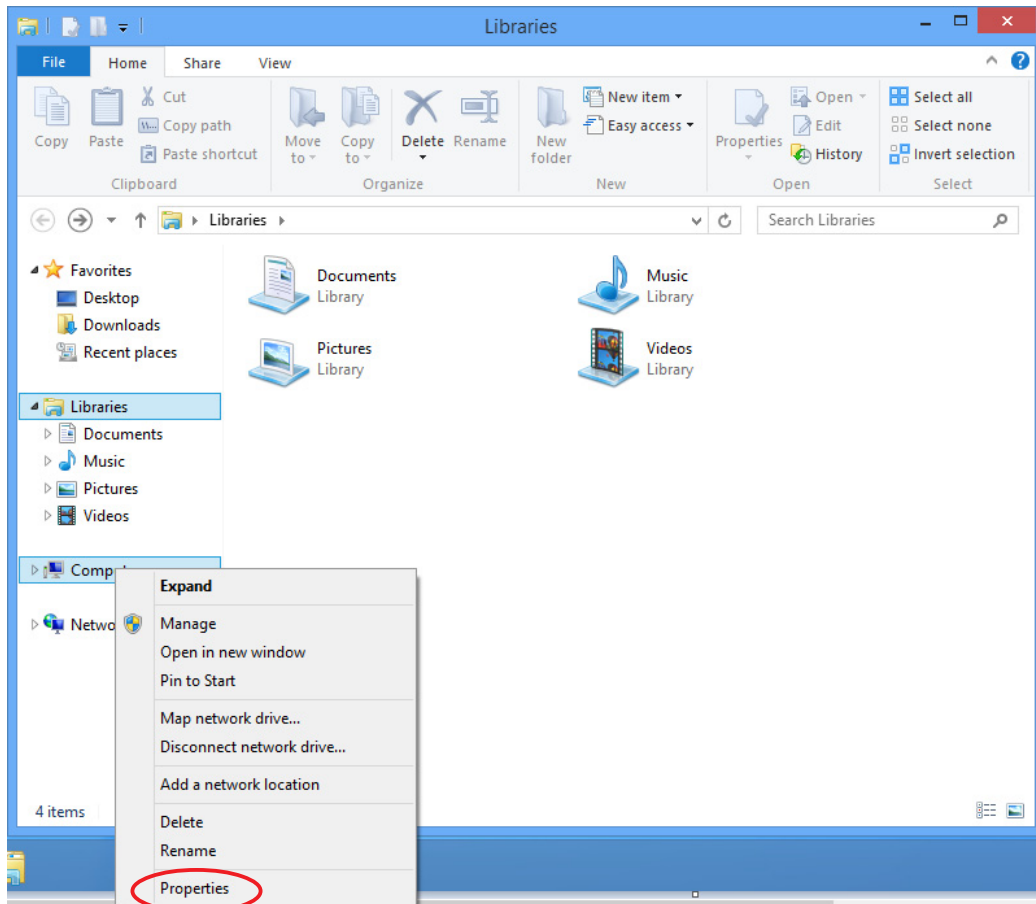 Libraries
File Home Share View
Copy
Paste
Cut
Copy path
Paste shortcut
Clipboard
Move to
Copy to
Delete
Rename
Organize
New folder
New item
Easy access
New
Properties
Open
Edit
History
Open
Select all
Select none
Invert selection
Select
Libraries
Search Libraries
Favorites
Desktop
Downloads
Recent places
Libraries
Documents
Music
Pictures
Videos
Netwo
Documents
Library
Music
Library
Pictures
Library
Videos
Library
Expand
Manage
Open in new window
Pin to Start
Map network drive...
Disconnect network drive...
Add a network location
Delete
Rename
Properties
4 items